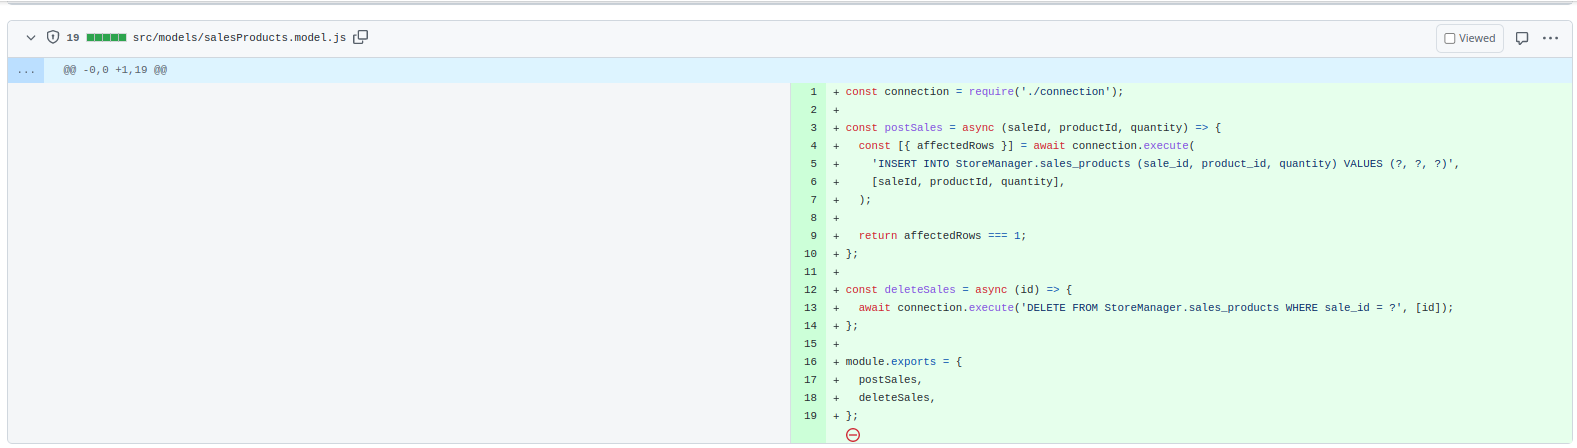 19 src/models/salesProducts.model.js Viewed ...
... @@ -0,0 +1,19 @@
1 + const connection = require('./connection');
2 +
3 + const postSales = async (saleId, productId, quantity) => {
4 +   const [{ affectedRows }] = await connection.execute(
5 +     'INSERT INTO StoreManager.sales_products (sale_id, product_id, quantity) VALUES (?, ?, ?)',
6 +     [saleId, productId, quantity],
7 +   );
8 +
9 +   return affectedRows === 1;
10 + };
11 +
12 + const deleteSales = async (id) => {
13 +   await connection.execute('DELETE FROM StoreManager.sales_products WHERE sale_id = ?', [id]);
14 + };
15 +
16 + module.exports = {
17 +   postSales,
18 +   deleteSales,
19 + };